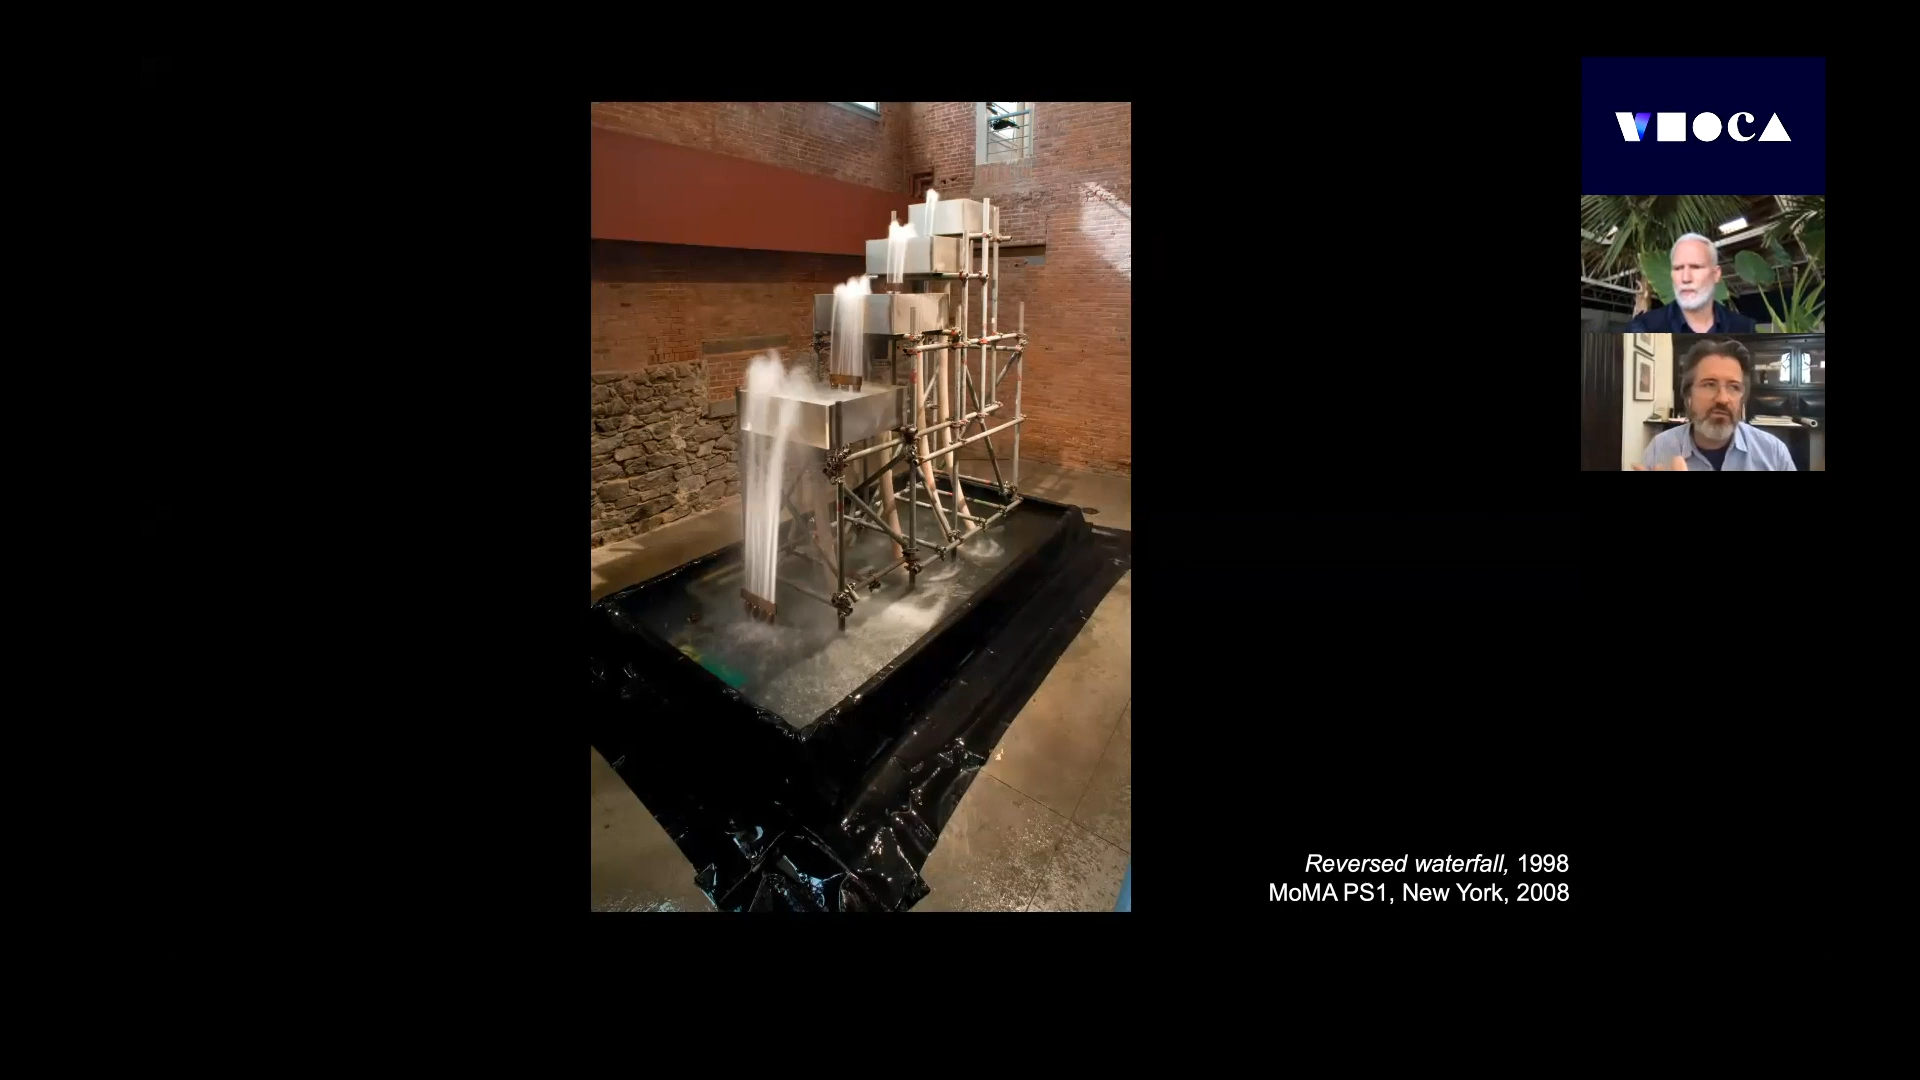 VMOCA
Reversed waterfall, 1998
MoMA PS1, New York, 2008